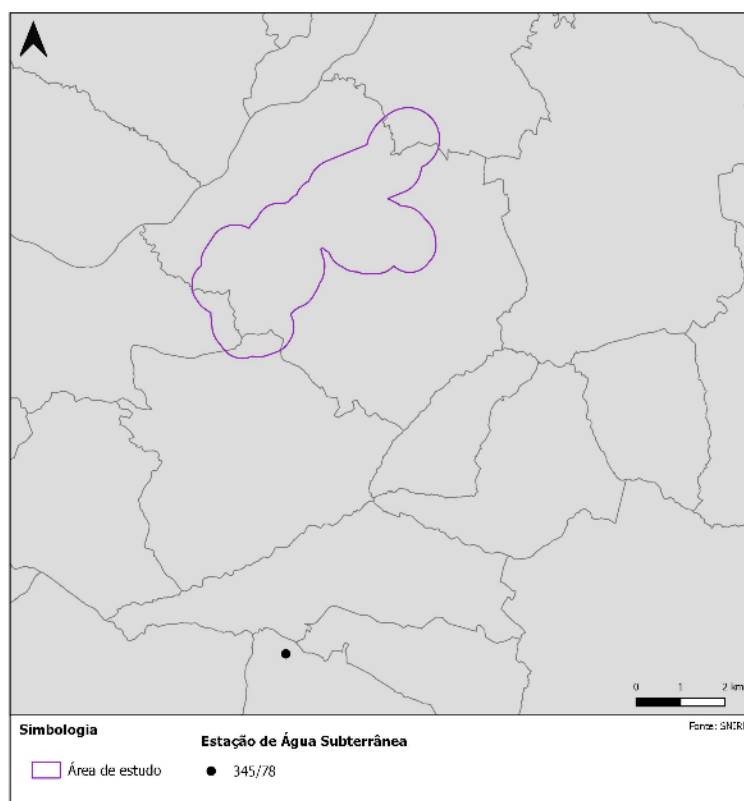 0 1 2 km
Simbologia
Fonte: SNIRH
Área de estudo
Estação de Água Subterrânea
345/78